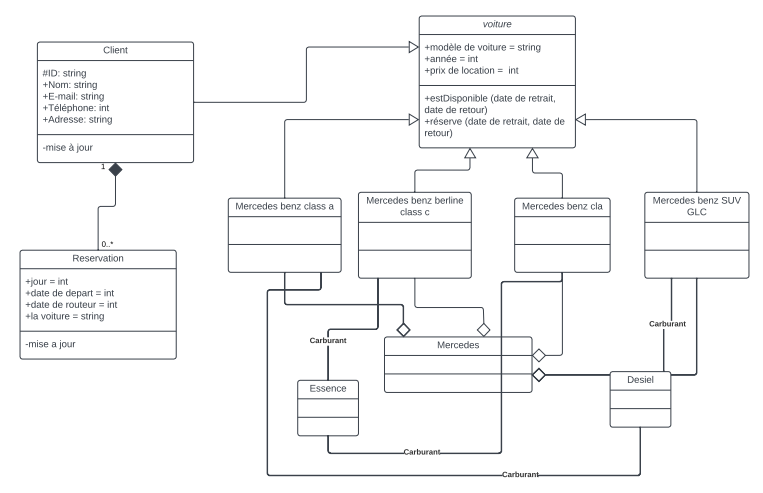 voiture
+modèle de voiture = string
+année = int
+prix de location =  int
+estDisponible (date de retrait,
date de retour)
+réserve (date de retrait, date de
retour)
Client
#ID: string
+Nom: string
+E-mail: string
+Téléphone: int
+Adresse: string
-mise à jour
1
0..*
Reservation
+jour = int
+date de depart = int
+date de routeur = int
+la voiture = string
-mise a jour
Mercedes benz class a
Mercedes benz berline
class c
Mercedes benz cla
Mercedes benz SUV
GLC
Carburant
Carburant
Mercedes
Essence
Desiel
Carburant
Carburant